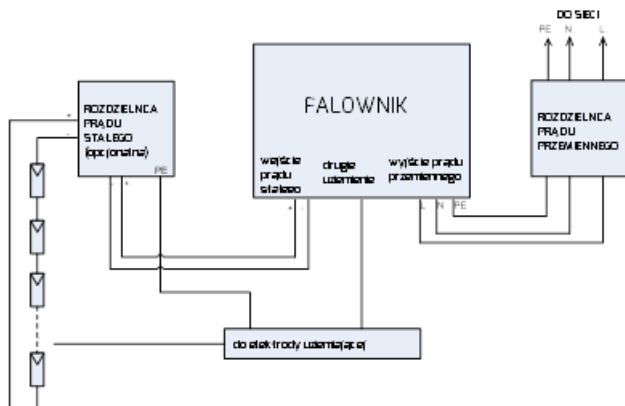 DO SIECI
PE N L
FALOWNIK
ROZDZIELNICA
PRĄDU
STAŁEGO
(opcjonalna)
PE
+
-
- +
wejście
prądu
stałego
+ -
drugie
uziemienie
wyjście prądu
przemiennego
L N PE
ROZDZIELNICA
PRĄDU
PRZEMIENNEGO
do elektrody uziemiającej